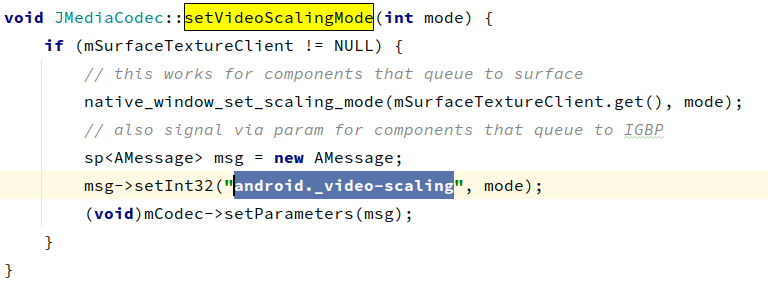 void JMediaCodec::setVideoScalingMode(int mode) {
    if (mSurfaceTextureClient != NULL) {
        // this works for components that queue to surface
        native_window_set_scaling_mode(mSurfaceTextureClient.get(), mode);
        // also signal via param for components that queue to IGBP
        sp<AMessage> msg = new AMessage;
        msg->setInt32("android._video-scaling", mode);
        (void)mCodec->setParameters(msg);
    }
}